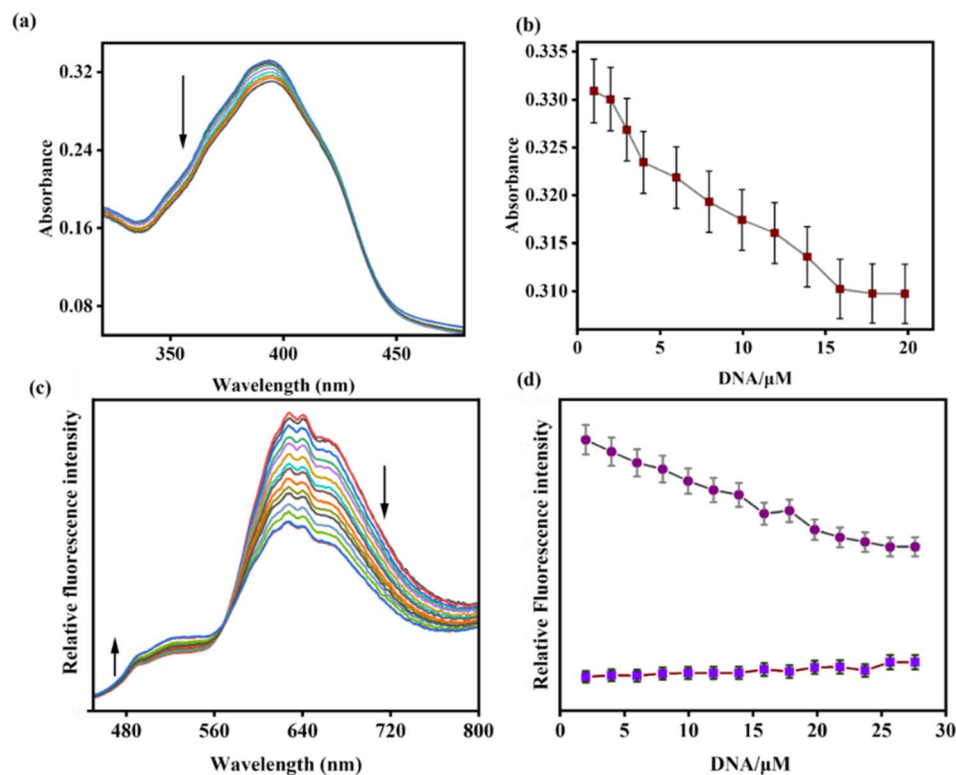 (a)
0.32
0.24
0.16
0.08
Absorbance
350
400
450
Wavelength (nm)
(b)
0.335
0.330
0.325
0.320
0.315
0.310
Absorbance
0
5
10
15
20
DNA/μM
(c)
Relative fluorescence intensity
480
560
640
720
800
Wavelength (nm)
(d)
Relative Fluorescence intensity
0
5
10
15
20
25
30
DNA/μM